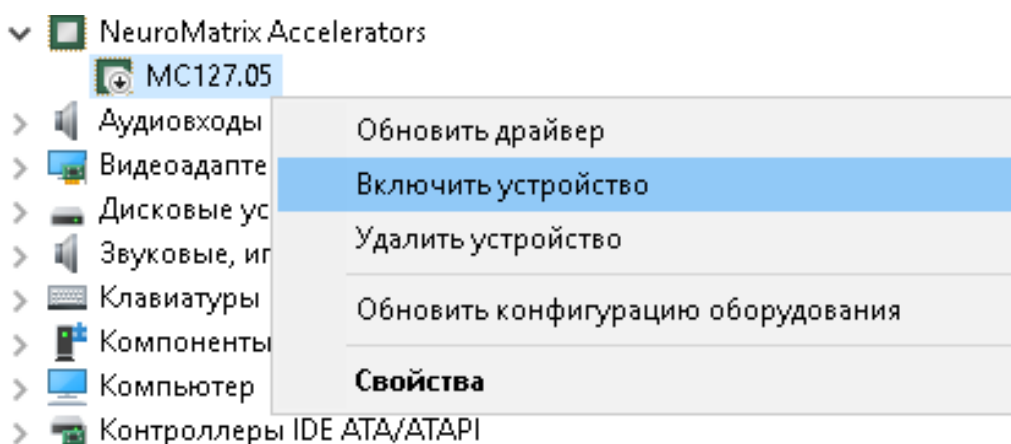 NeuroMatrix Accelerators
MC127.05
Аудиовходы
Видеоадапте
Дисковые ус
Звуковые, иг
Клавиатуры
Компоненты
Компьютер
Контроллеры IDE ATA/ATAPI
Обновить драйвер
Включить устройство
Удалить устройство
Обновить конфигурацию оборудования
Свойства